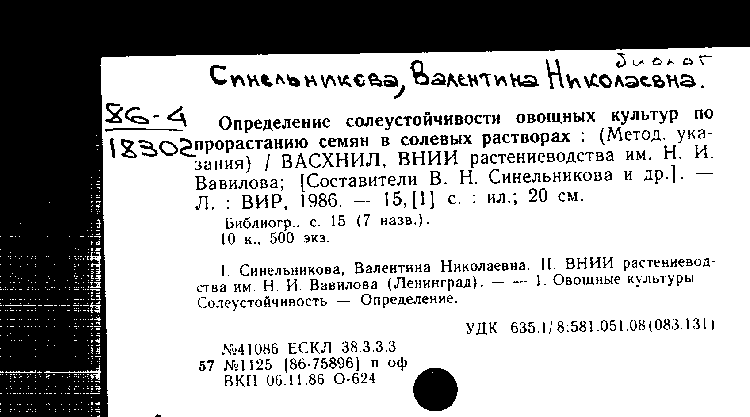 биолог
Синельникова, Валентина Николаевна.
86-4
18302
Определение солеустойчивости овощных культур по
прорастанию семян в солевых растворах : (Метод. ука-
зания) / ВАСХНИЛ, ВНИИ растениеводства им. Н. И.
Вавилова; [Составители В. Н. Синельникова и др.]. —
Л. : ВИР, 1986. — 15,[1] с. : ил.; 20 см.
Библиогр.. с. 15 (7 назв.).
10 к., 500 экз.
I. Синельникова, Валентина Николаевна. II. ВНИИ растениевод-
ства им. Н. И. Вавилова (Ленинград). — — 1. Овощные культуры
Солеустойчивость — Определение.
УДК 635.1/8:581.051.08(083.131)
№41086 ЕСКЛ 38.3.3.3
57 №1125 [86-75896] п оф
ВКП 06.11.86 О-624